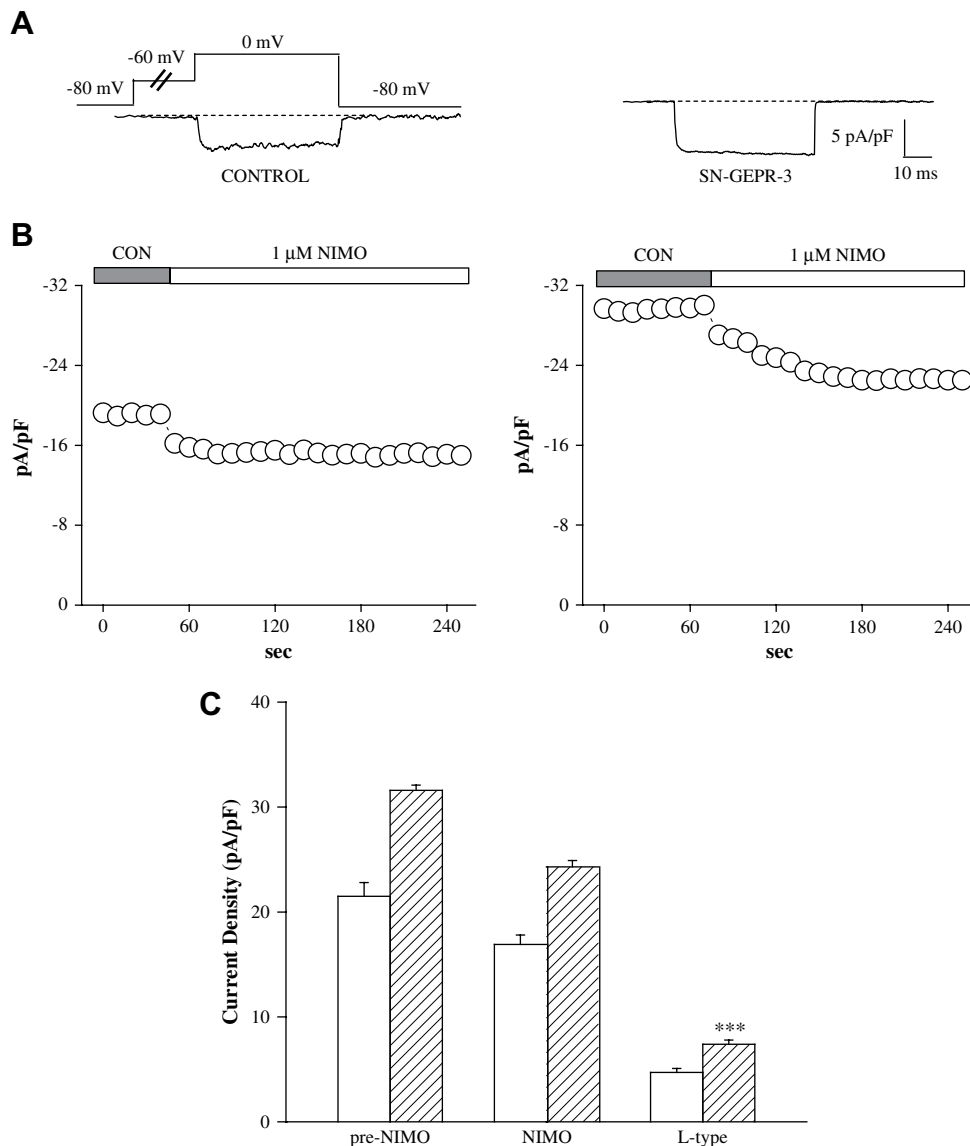 A
-80 mV
-60 mV
0 mV
-80 mV
CONTROL
SN-GEPR-3
5 pA/pF
10 ms
B
CON
1 μM NIMO
-32
-24
-16
-8
0
pA/pF
0
60
120
180
240
sec
CON
1 μM NIMO
-32
-24
-16
-8
0
pA/pF
0
60
120
180
240
sec
C
40
30
20
10
0
Current Density (pA/pF)
***
pre-NIMO
NIMO
L-type